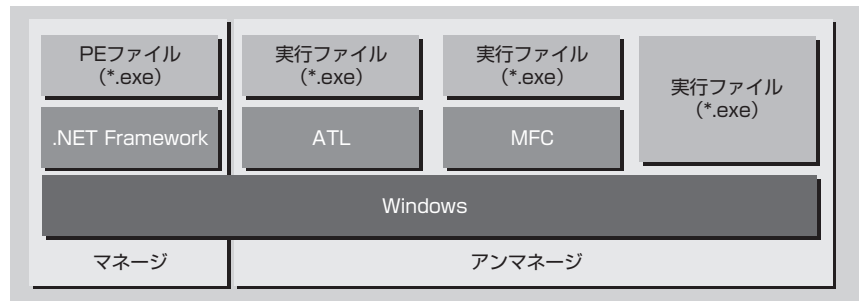 PEファイル
（*.exe）
実行ファイル
（*.exe）
実行ファイル
（*.exe）
実行ファイル
（*.exe）
.NET Framework
ATL
MFC
Windows
マネージ
アンマネージ